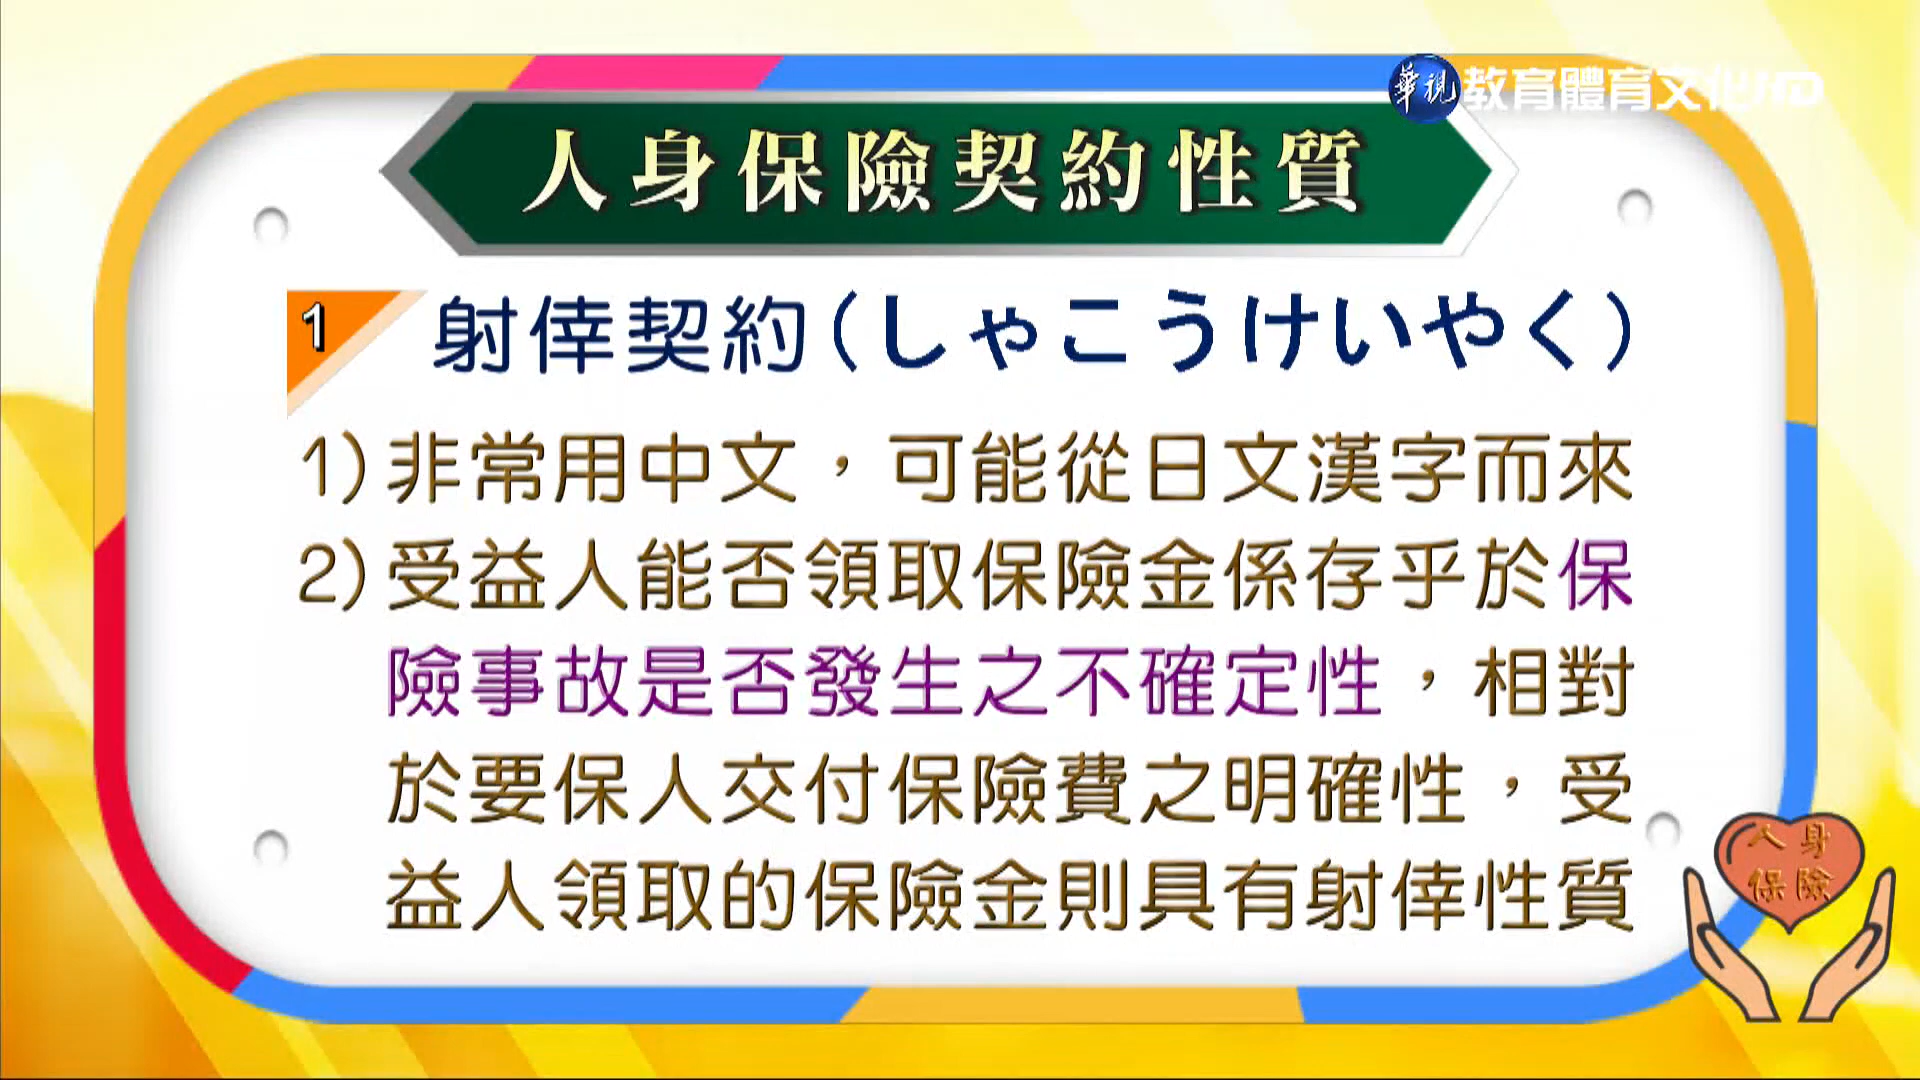 華視 教育體育文化HD
人身保險契約性質
1 射倖契約(しゃこうけいやく)
1)非常用中文，可能從日文漢字而來
2)受益人能否領取保險金係存乎於保
險事故是否發生之不確定性，相對
於要保人交付保險費之明確性，受
益人領取的保險金則具有射倖性質
人身
保險